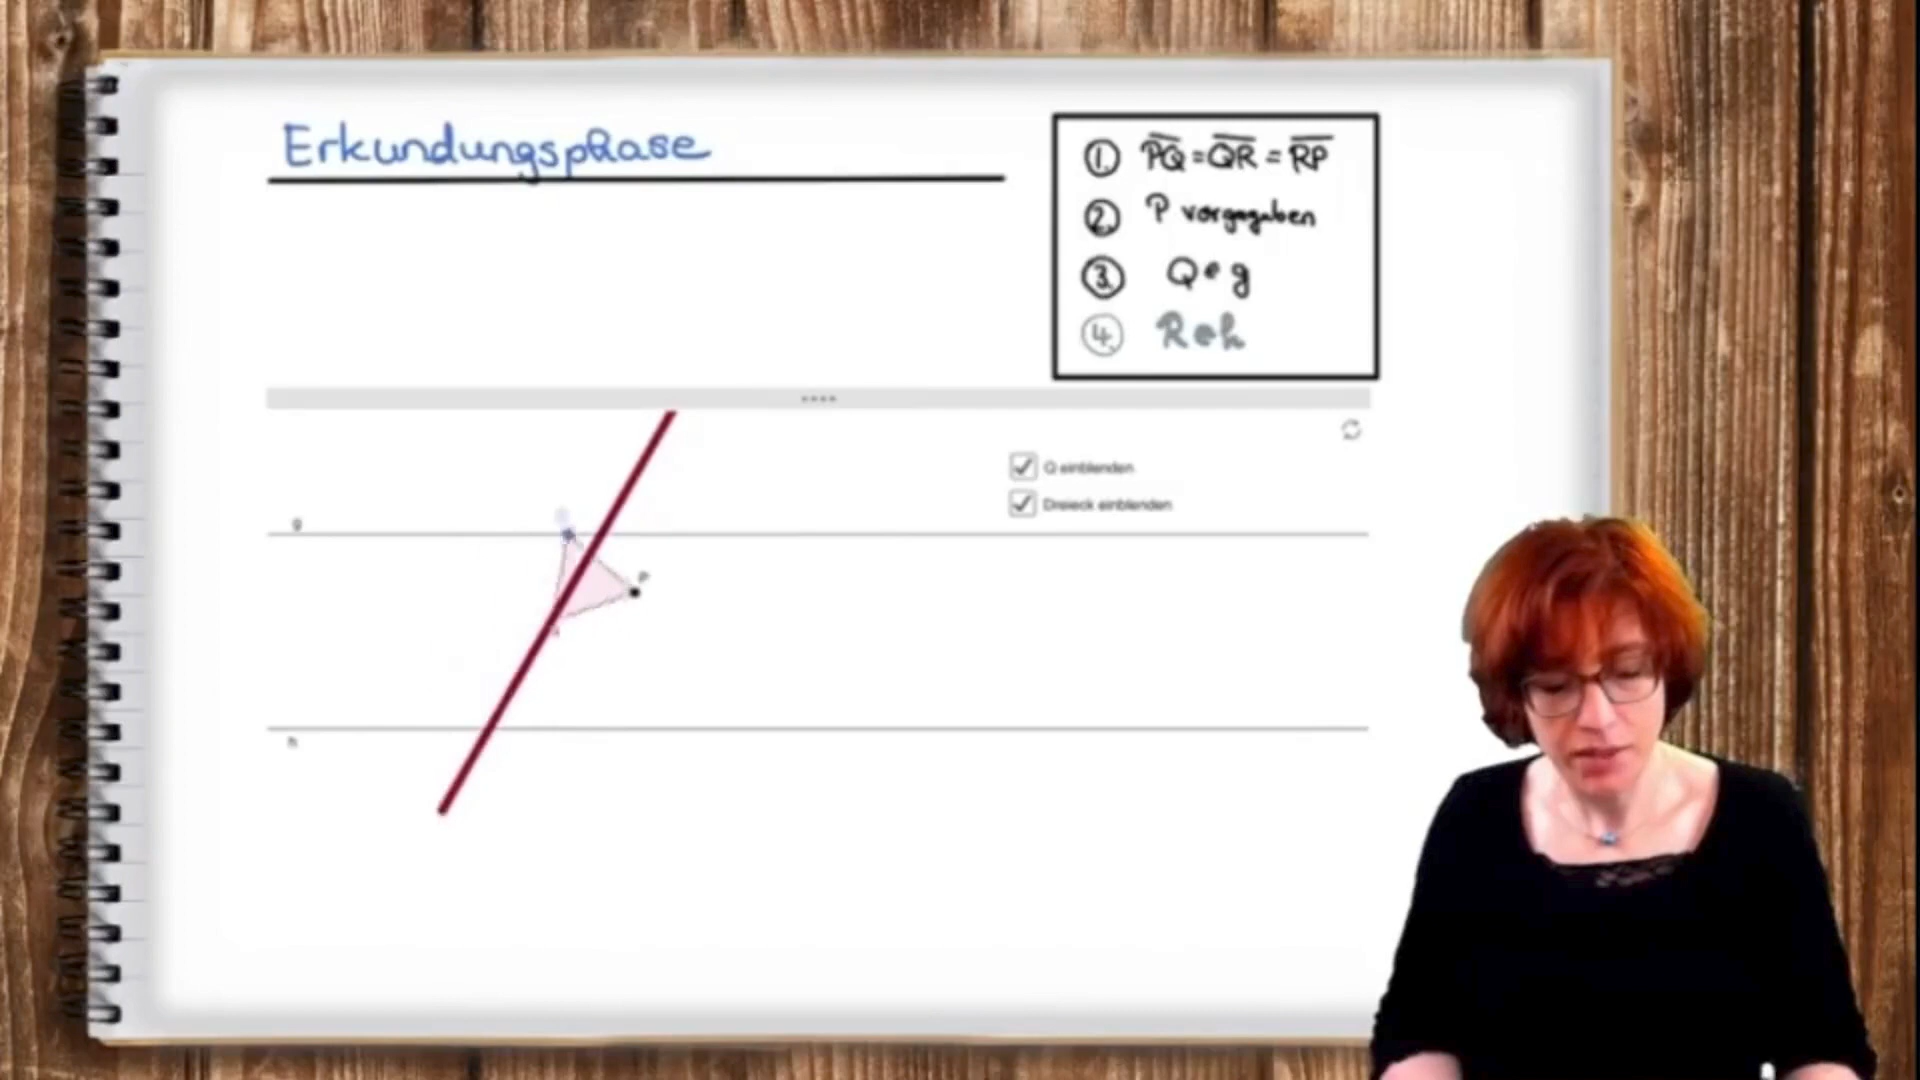 Erkundungsphase
1. PQ = QR = RP
2. P vorgegeben
3. Q ∈ g
4. R ∈ h
Q einblenden
Dreieck einblenden
g
P
h